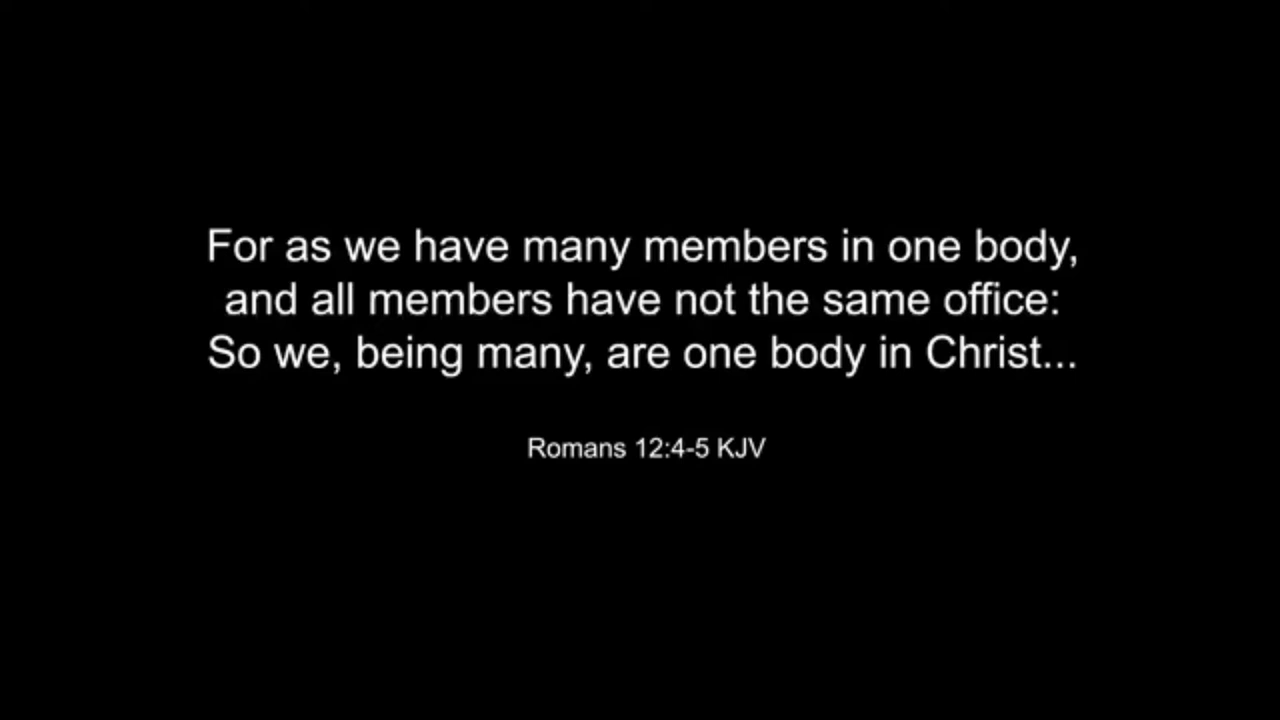 For as we have many members in one body,
and all members have not the same office:
So we, being many, are one body in Christ...
Romans 12:4-5 KJV